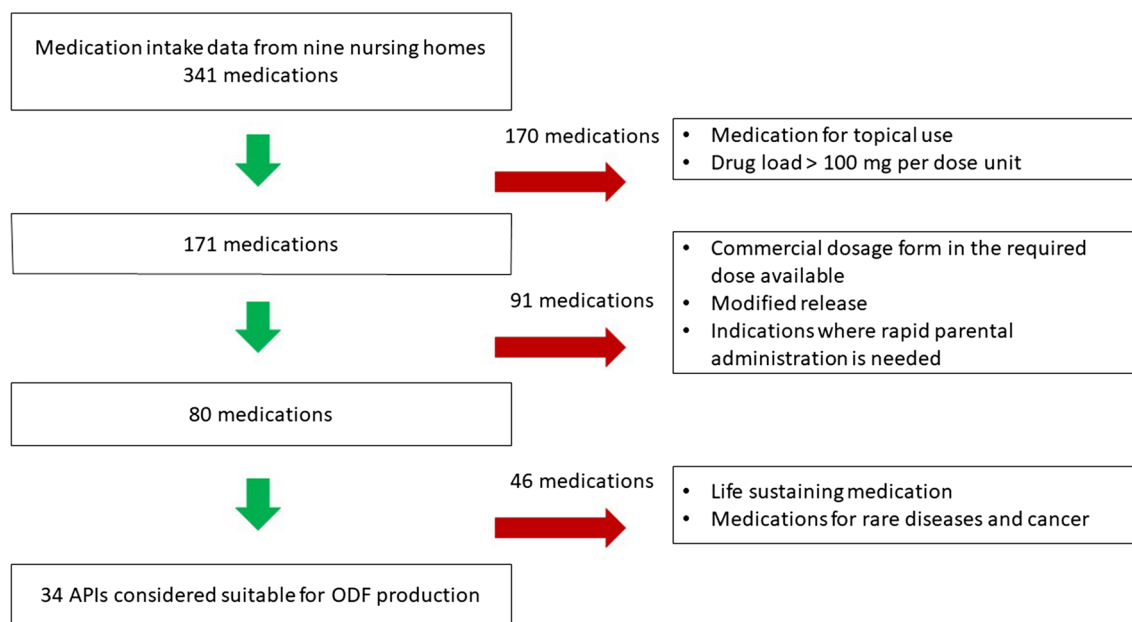 Medication intake data from nine nursing homes
341 medications
170 medications
• Medication for topical use
• Drug load > 100 mg per dose unit
171 medications
91 medications
• Commercial dosage form in the required
dose available
• Modified release
• Indications where rapid parental
administration is needed
80 medications
46 medications
• Life sustaining medication
• Medications for rare diseases and cancer
34 APIs considered suitable for ODF production